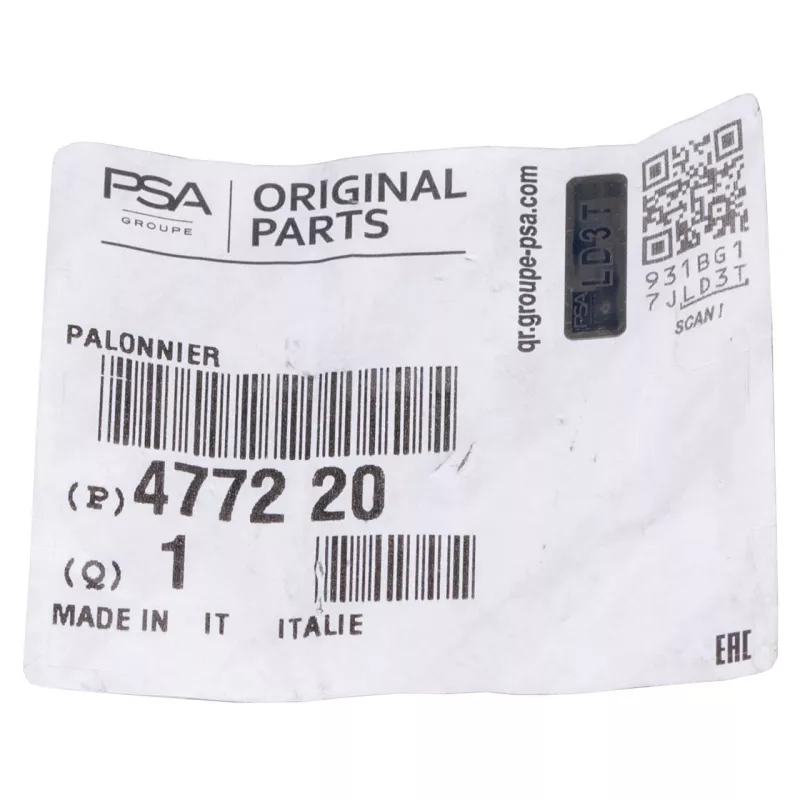 PSA
GROUPE
ORIGINAL
PARTS
qr.groupe-psa.com
PSA LD3T
931BG1
7JLD3T
SCAN!
PALONNIER
(P) 4772 20
(Q) 1
MADE IN IT ITALIE
EAC